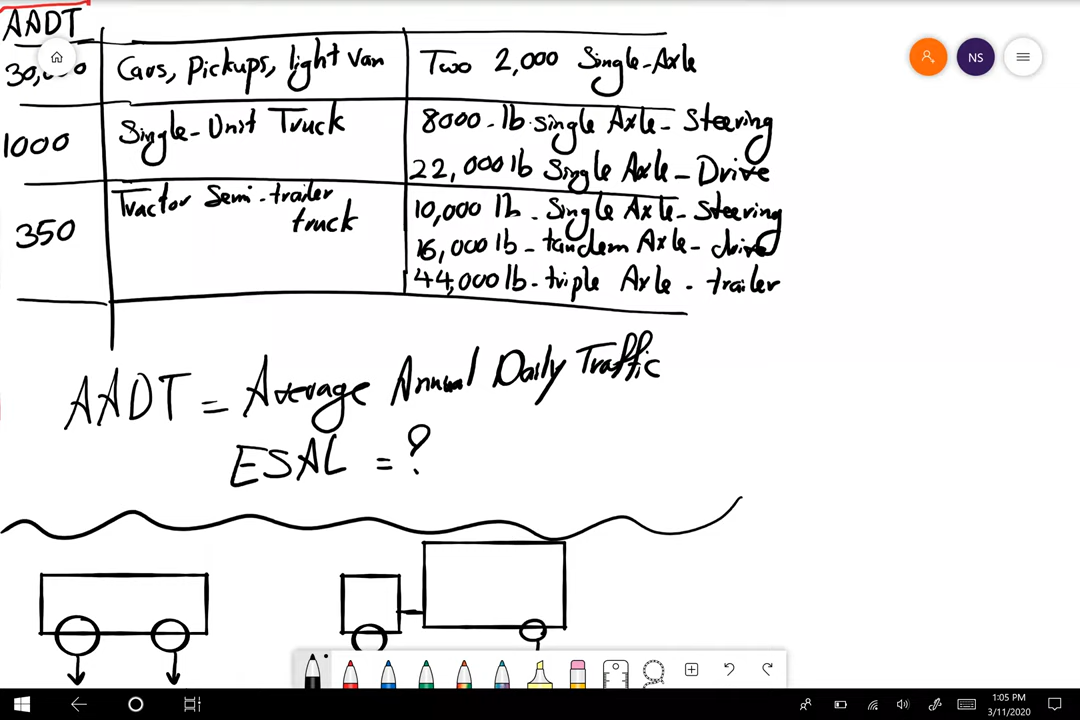 AADT
30,000 Cars, Pickups, light van Two 2,000 Single-Axle
1000 Single-Unit Truck 8000-lb single Axle-Steering
22,000 lb Single Axle-Drive
350 Tractor Semi-trailer truck 10,000 lb-Single Axle-Steering
16,000 lb-tandem Axle-drive
44,000 lb-triple Axle-trailer
AADT = Average Annual Daily Traffic
ESAL = ?
NS
1:05 PM
3/11/2020